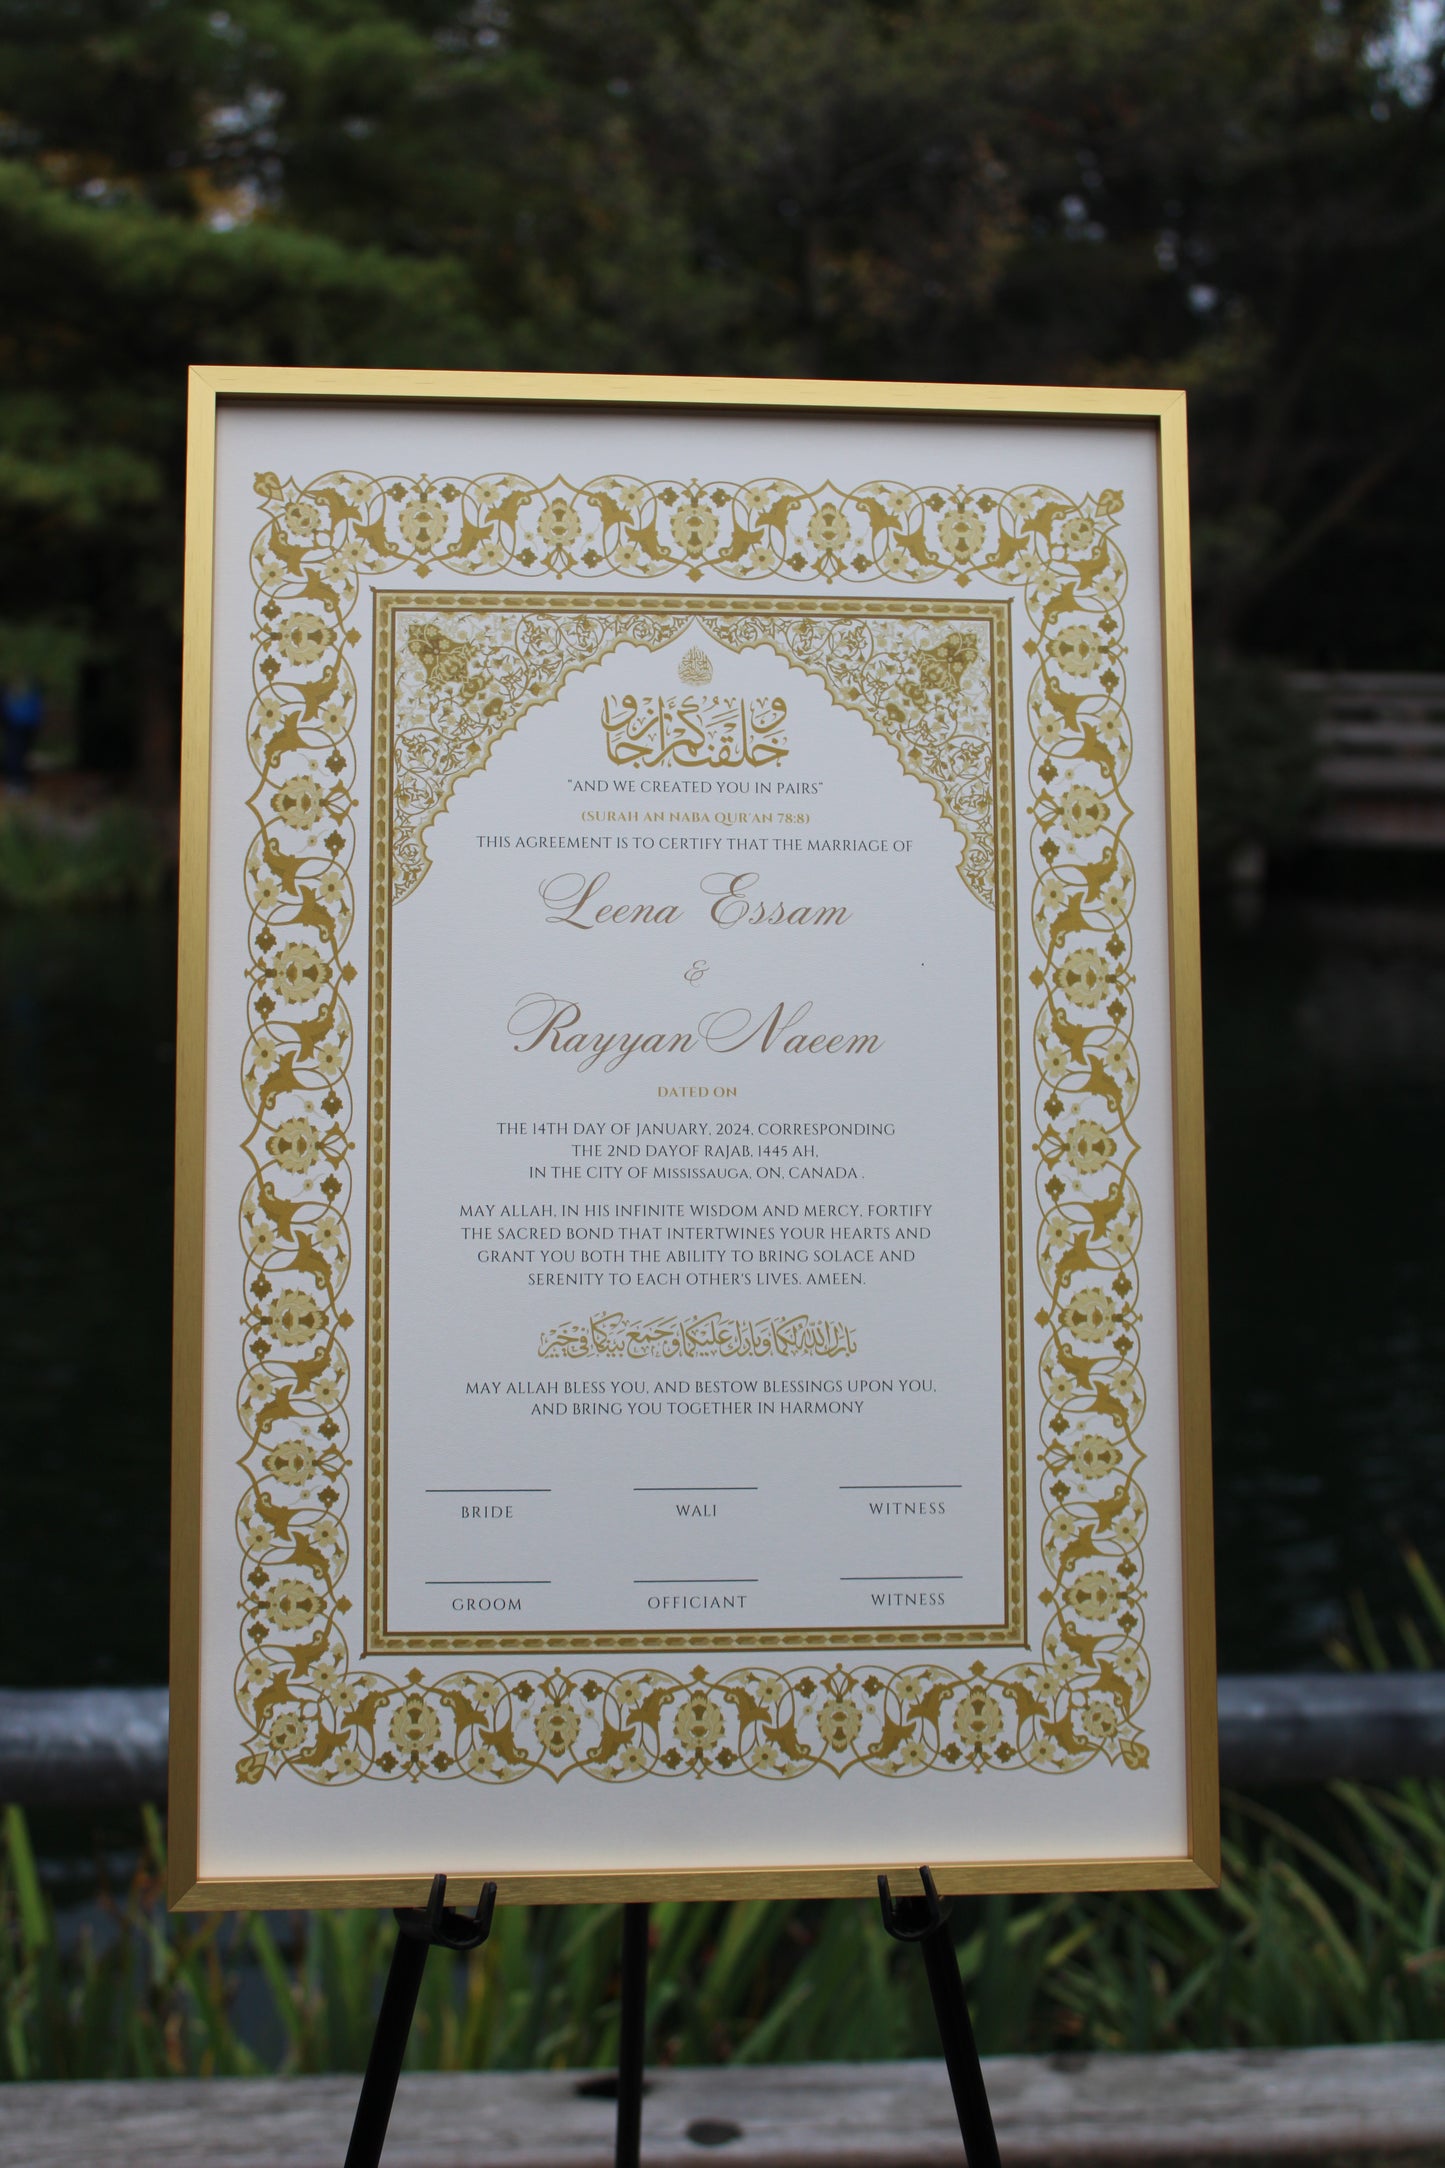 وخلقنكم أزوجا
"AND WE CREATED YOU IN PAIRS"
(SURAH AN NABA QUR'AN 78:8)
THIS AGREEMENT IS TO CERTIFY THAT THE MARRIAGE OF
Leena Essam
&
Rayyan Naeem
DATED ON
THE 14TH DAY OF JANUARY, 2024, CORRESPONDING
THE 2ND DAYOF RAJAB, 1445 AH,
IN THE CITY OF MISSISSAUGA, ON, CANADA .
MAY ALLAH, IN HIS INFINITE WISDOM AND MERCY, FORTIFY
THE SACRED BOND THAT INTERTWINES YOUR HEARTS AND
GRANT YOU BOTH THE ABILITY TO BRING SOLACE AND
SERENITY TO EACH OTHER'S LIVES. AMEEN.
بارك الله لكما وبارك عليكما وجمع بينكما في خير
MAY ALLAH BLESS YOU, AND BESTOW BLESSINGS UPON YOU,
AND BRING YOU TOGETHER IN HARMONY
BRIDE WALI WITNESS
GROOM OFFICIANT WITNESS